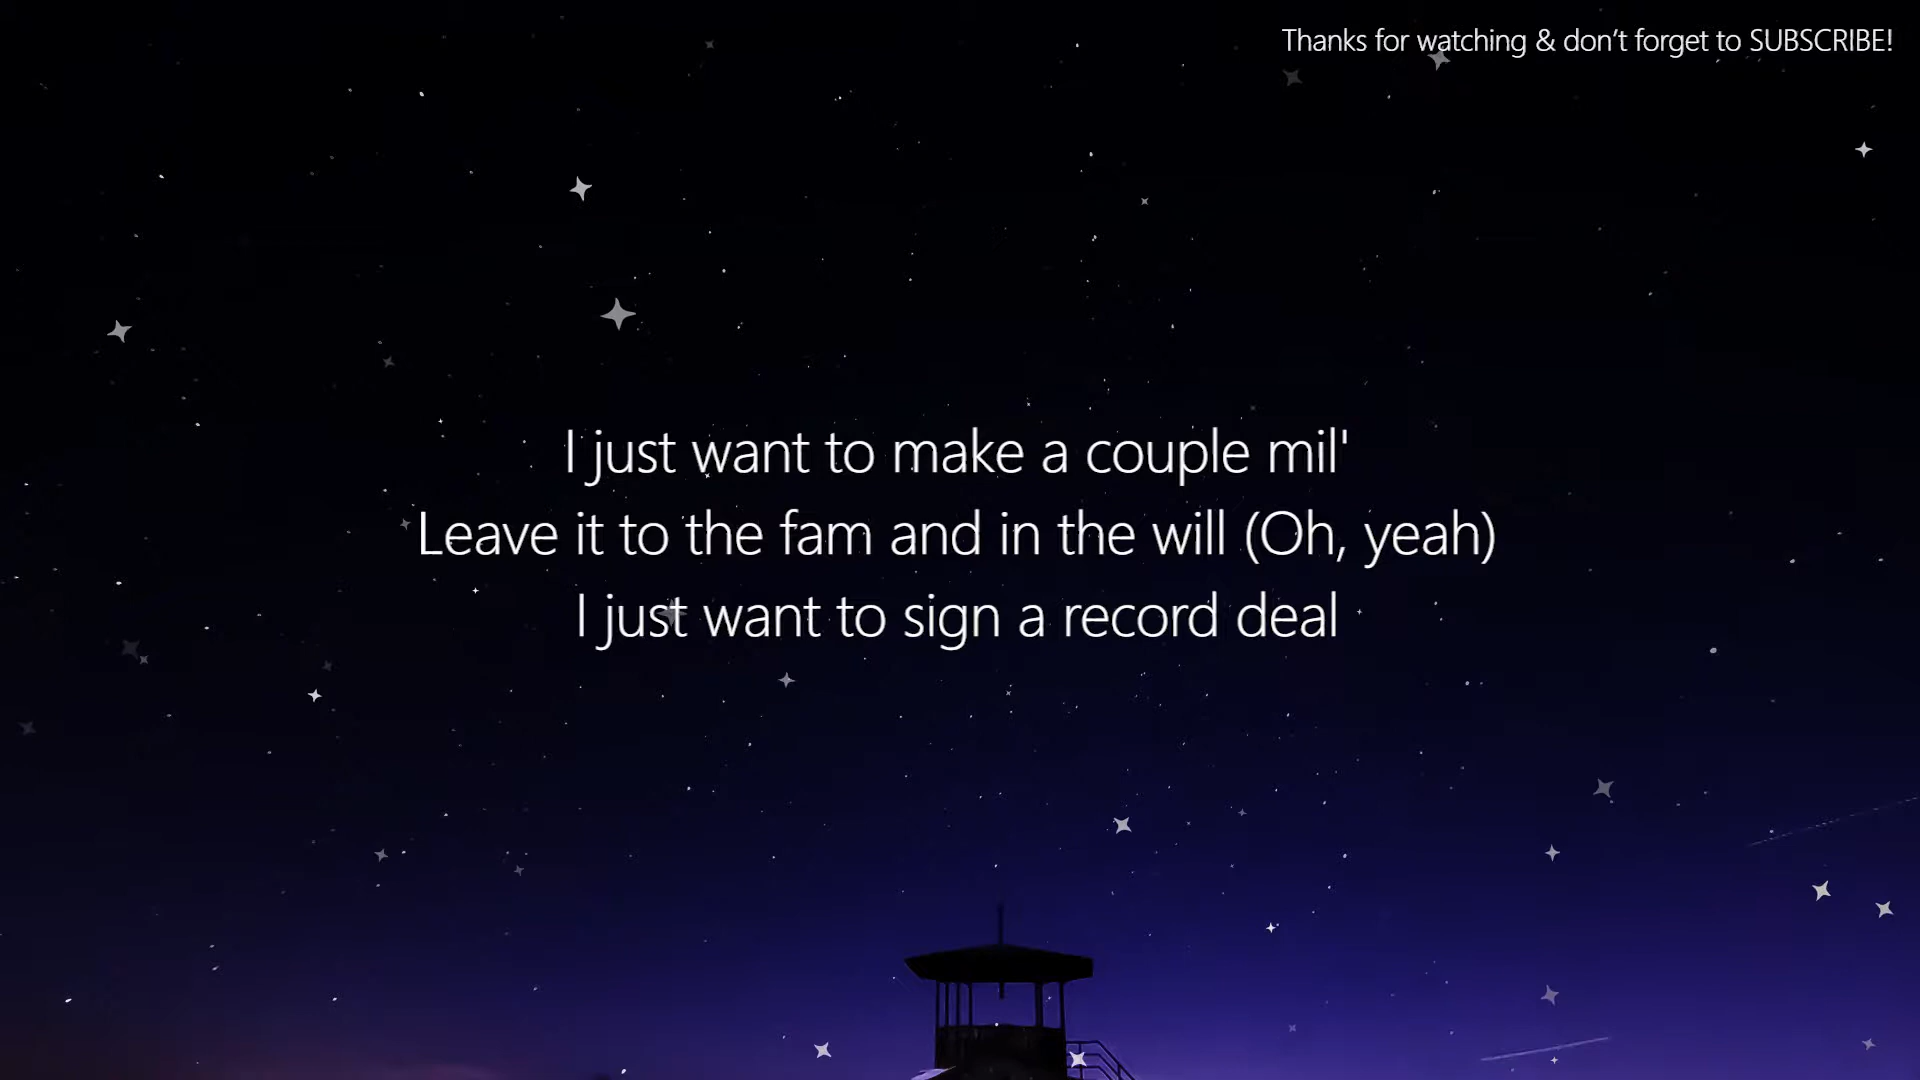 Thanks for watching & don’t forget to SUBSCRIBE!
I just want to make a couple mil'
Leave it to the fam and in the will (Oh, yeah)
I just want to sign a record deal